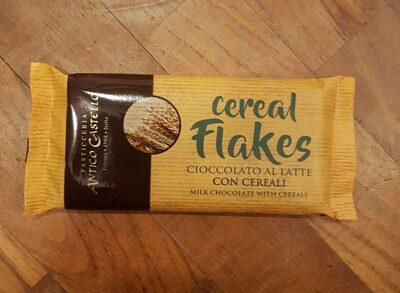 PASTICCERIA
ANTICO CASTELLO
cereal
Flakes
CIOCCOLATO AL LATTE
CON CEREALI
MILK CHOCOLATE WITH CEREALS